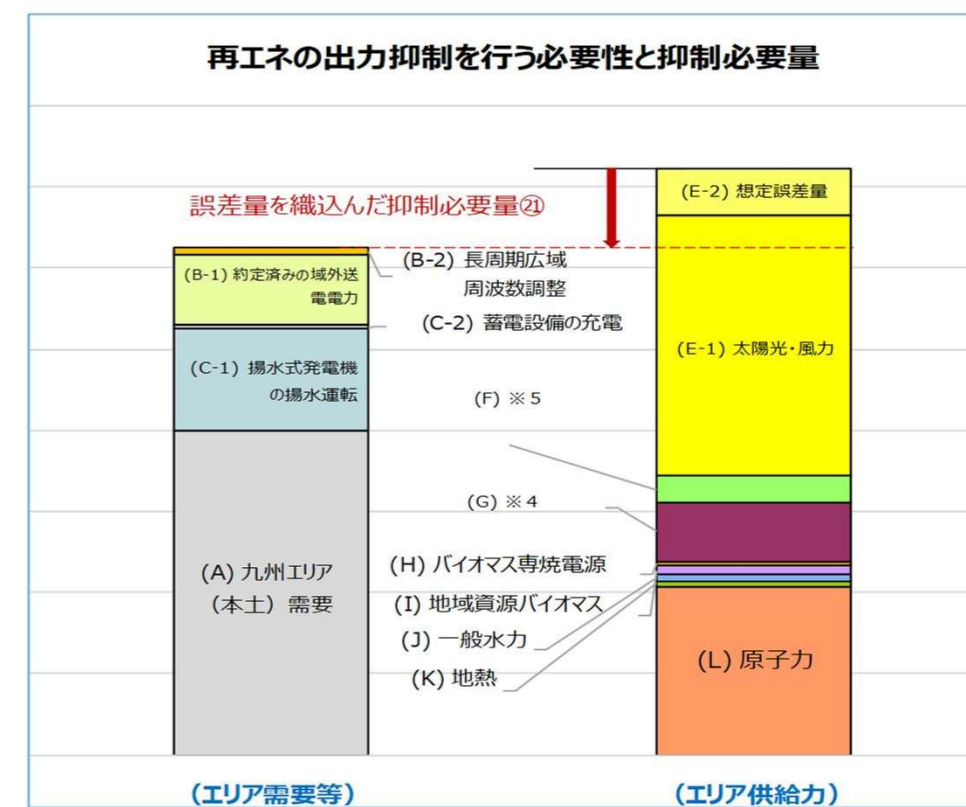 再エネの出力抑制を行う必要性と抑制必要量
(E-2) 想定誤差量
誤差量を織込んだ抑制必要量㉑
(B-2) 長周期広域
周波数調整
(B-1) 約定済みの域外送
電電力
(C-2) 蓄電設備の充電
(E-1) 太陽光・風力
(C-1) 揚水式発電機
の揚水運転
(F) ※5
(G) ※4
(H) バイオマス専焼電源
(A) 九州エリア
（本土）需要
(I) 地域資源バイオマス
(J) 一般水力
(L) 原子力
(K) 地熱
（エリア需要等）
（エリア供給力）